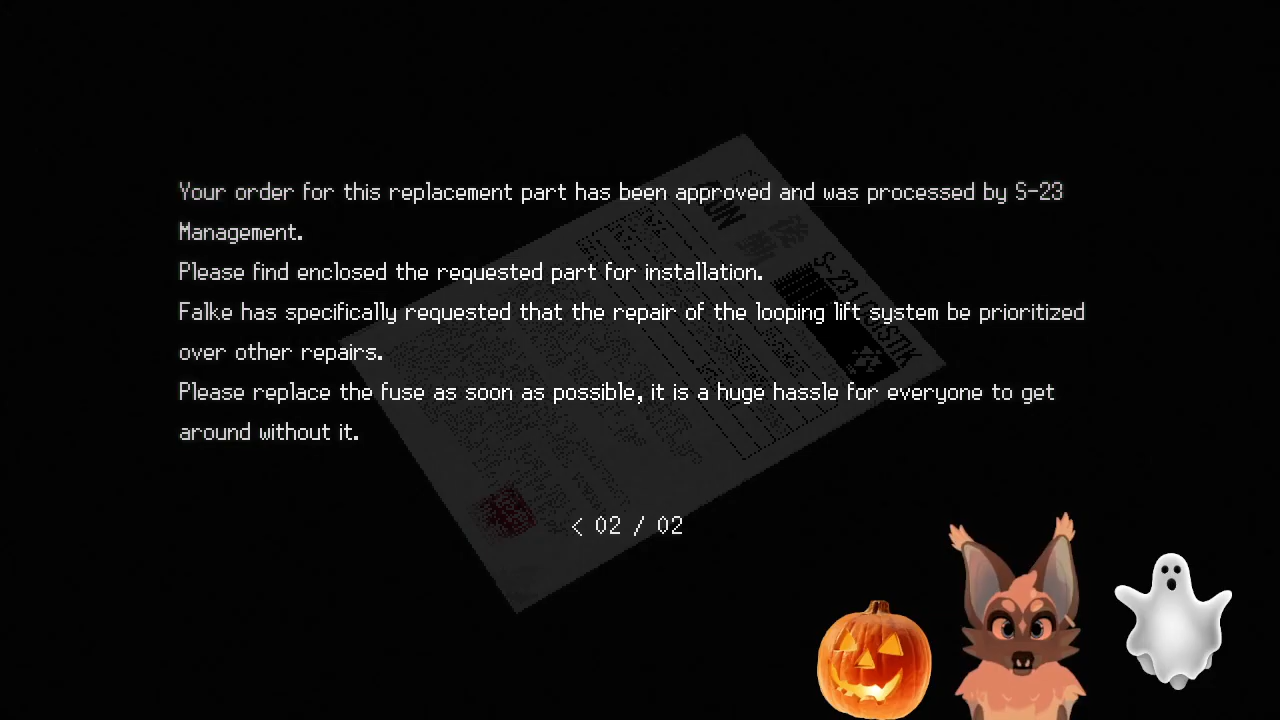 Your order for this replacement part has been approved and was processed by S-23
Management.
Please find enclosed the requested part for installation.
Falke has specifically requested that the repair of the looping lift system be prioritized
over other repairs.
Please replace the fuse as soon as possible, it is a huge hassle for everyone to get
around without it.
S-23 LOGISTIK
< 02 / 02